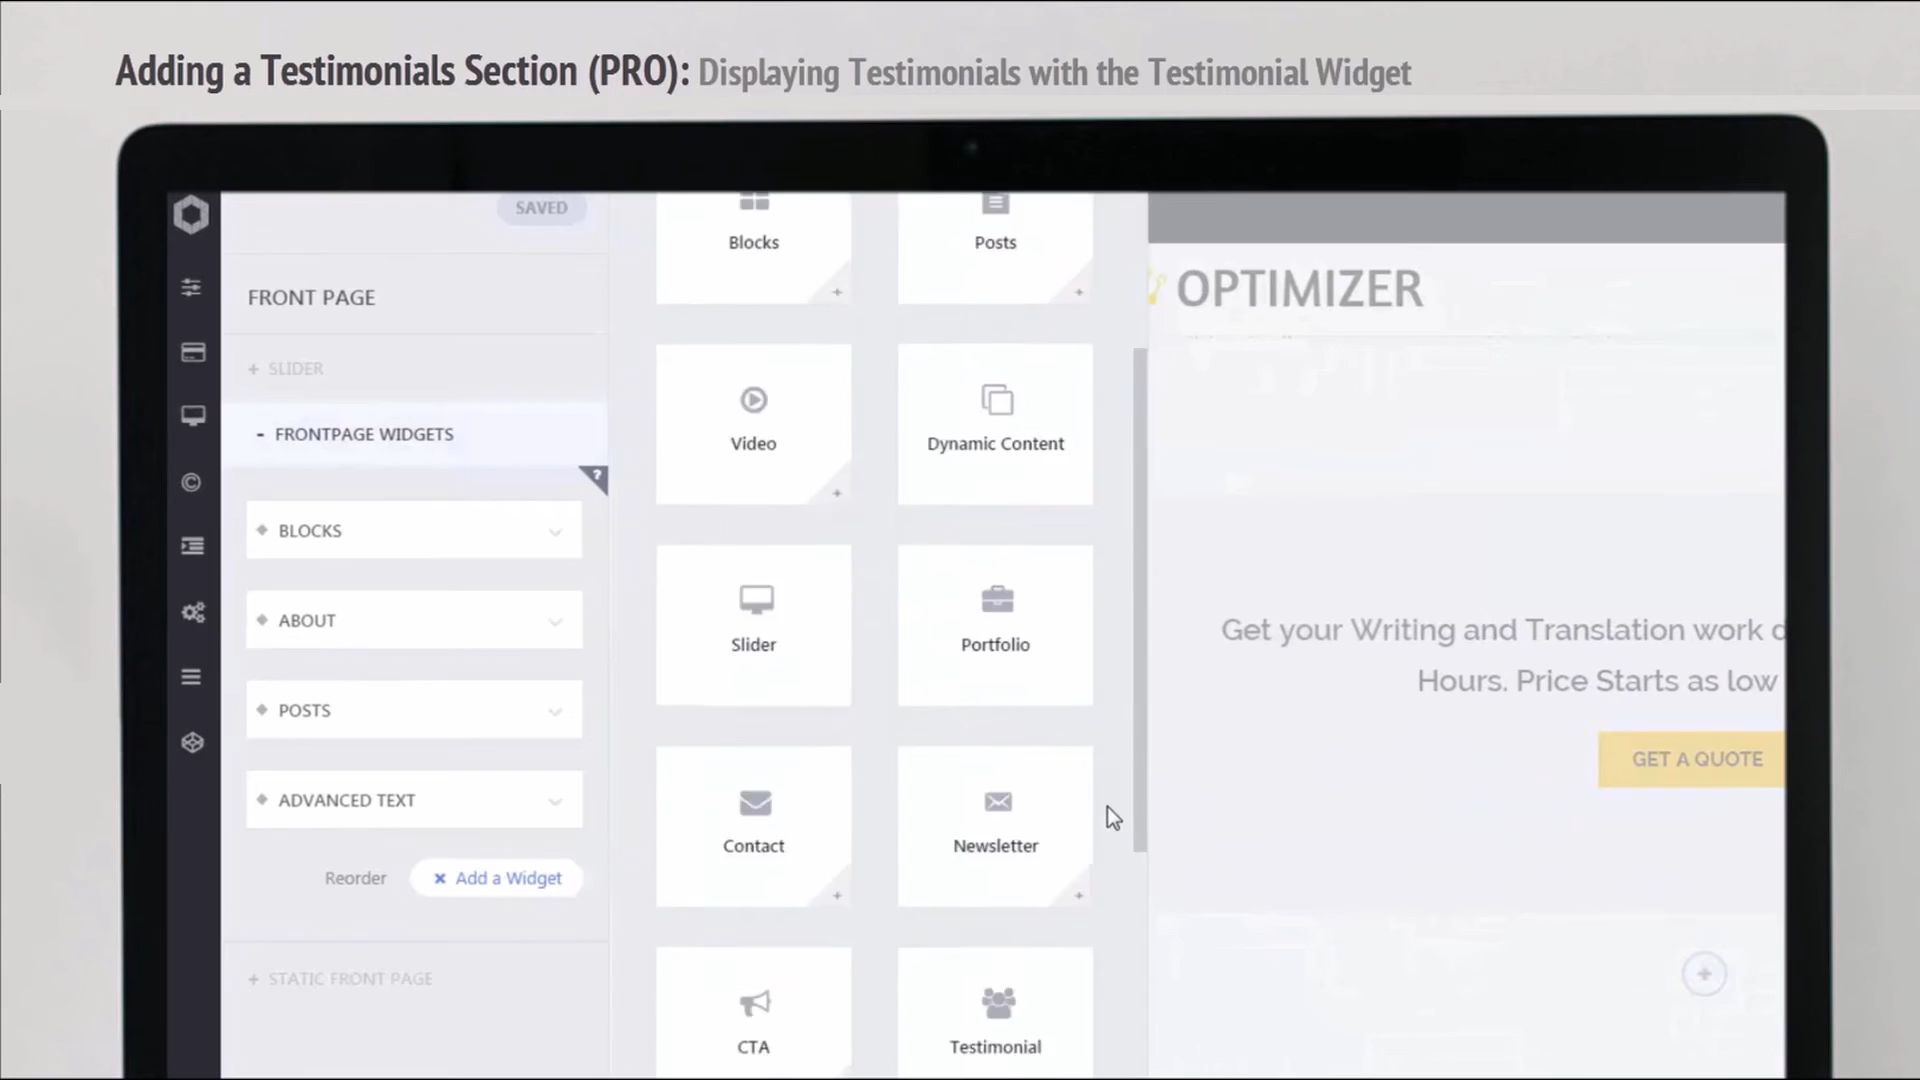 Adding a Testimonials Section (PRO): Displaying Testimonials with the Testimonial Widget
SAVED
FRONT PAGE
+ SLIDER
- FRONTPAGE WIDGETS
?
BLOCKS
ABOUT
POSTS
ADVANCED TEXT
Reorder
× Add a Widget
+ STATIC FRONT PAGE
Blocks
Posts
Video
Dynamic Content
Slider
Portfolio
Contact
Newsletter
CTA
Testimonial
OPTIMIZER
Get your Writing and Translation work
Hours. Price Starts as low
GET A QUOTE